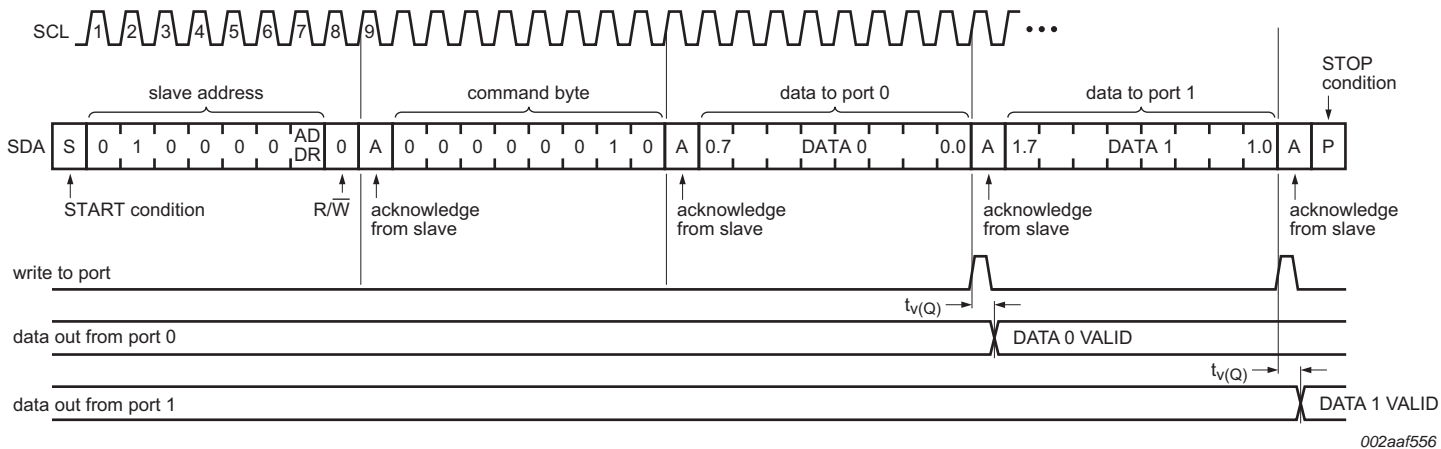 SCL 1 2 3 4 5 6 7 8 9 •••
STOP
condition
slave address command byte data to port 0 data to port 1
SDA S 0 1 0 0 0 0 AD DR 0 A 0 0 0 0 0 0 1 0 A 0.7 DATA 0 0.0 A 1.7 DATA 1 1.0 A P
START condition R/W̅ acknowledge from slave acknowledge from slave acknowledge from slave acknowledge from slave
write to port
tv(Q)
data out from port 0 DATA 0 VALID
tv(Q)
data out from port 1 DATA 1 VALID
002aaf556